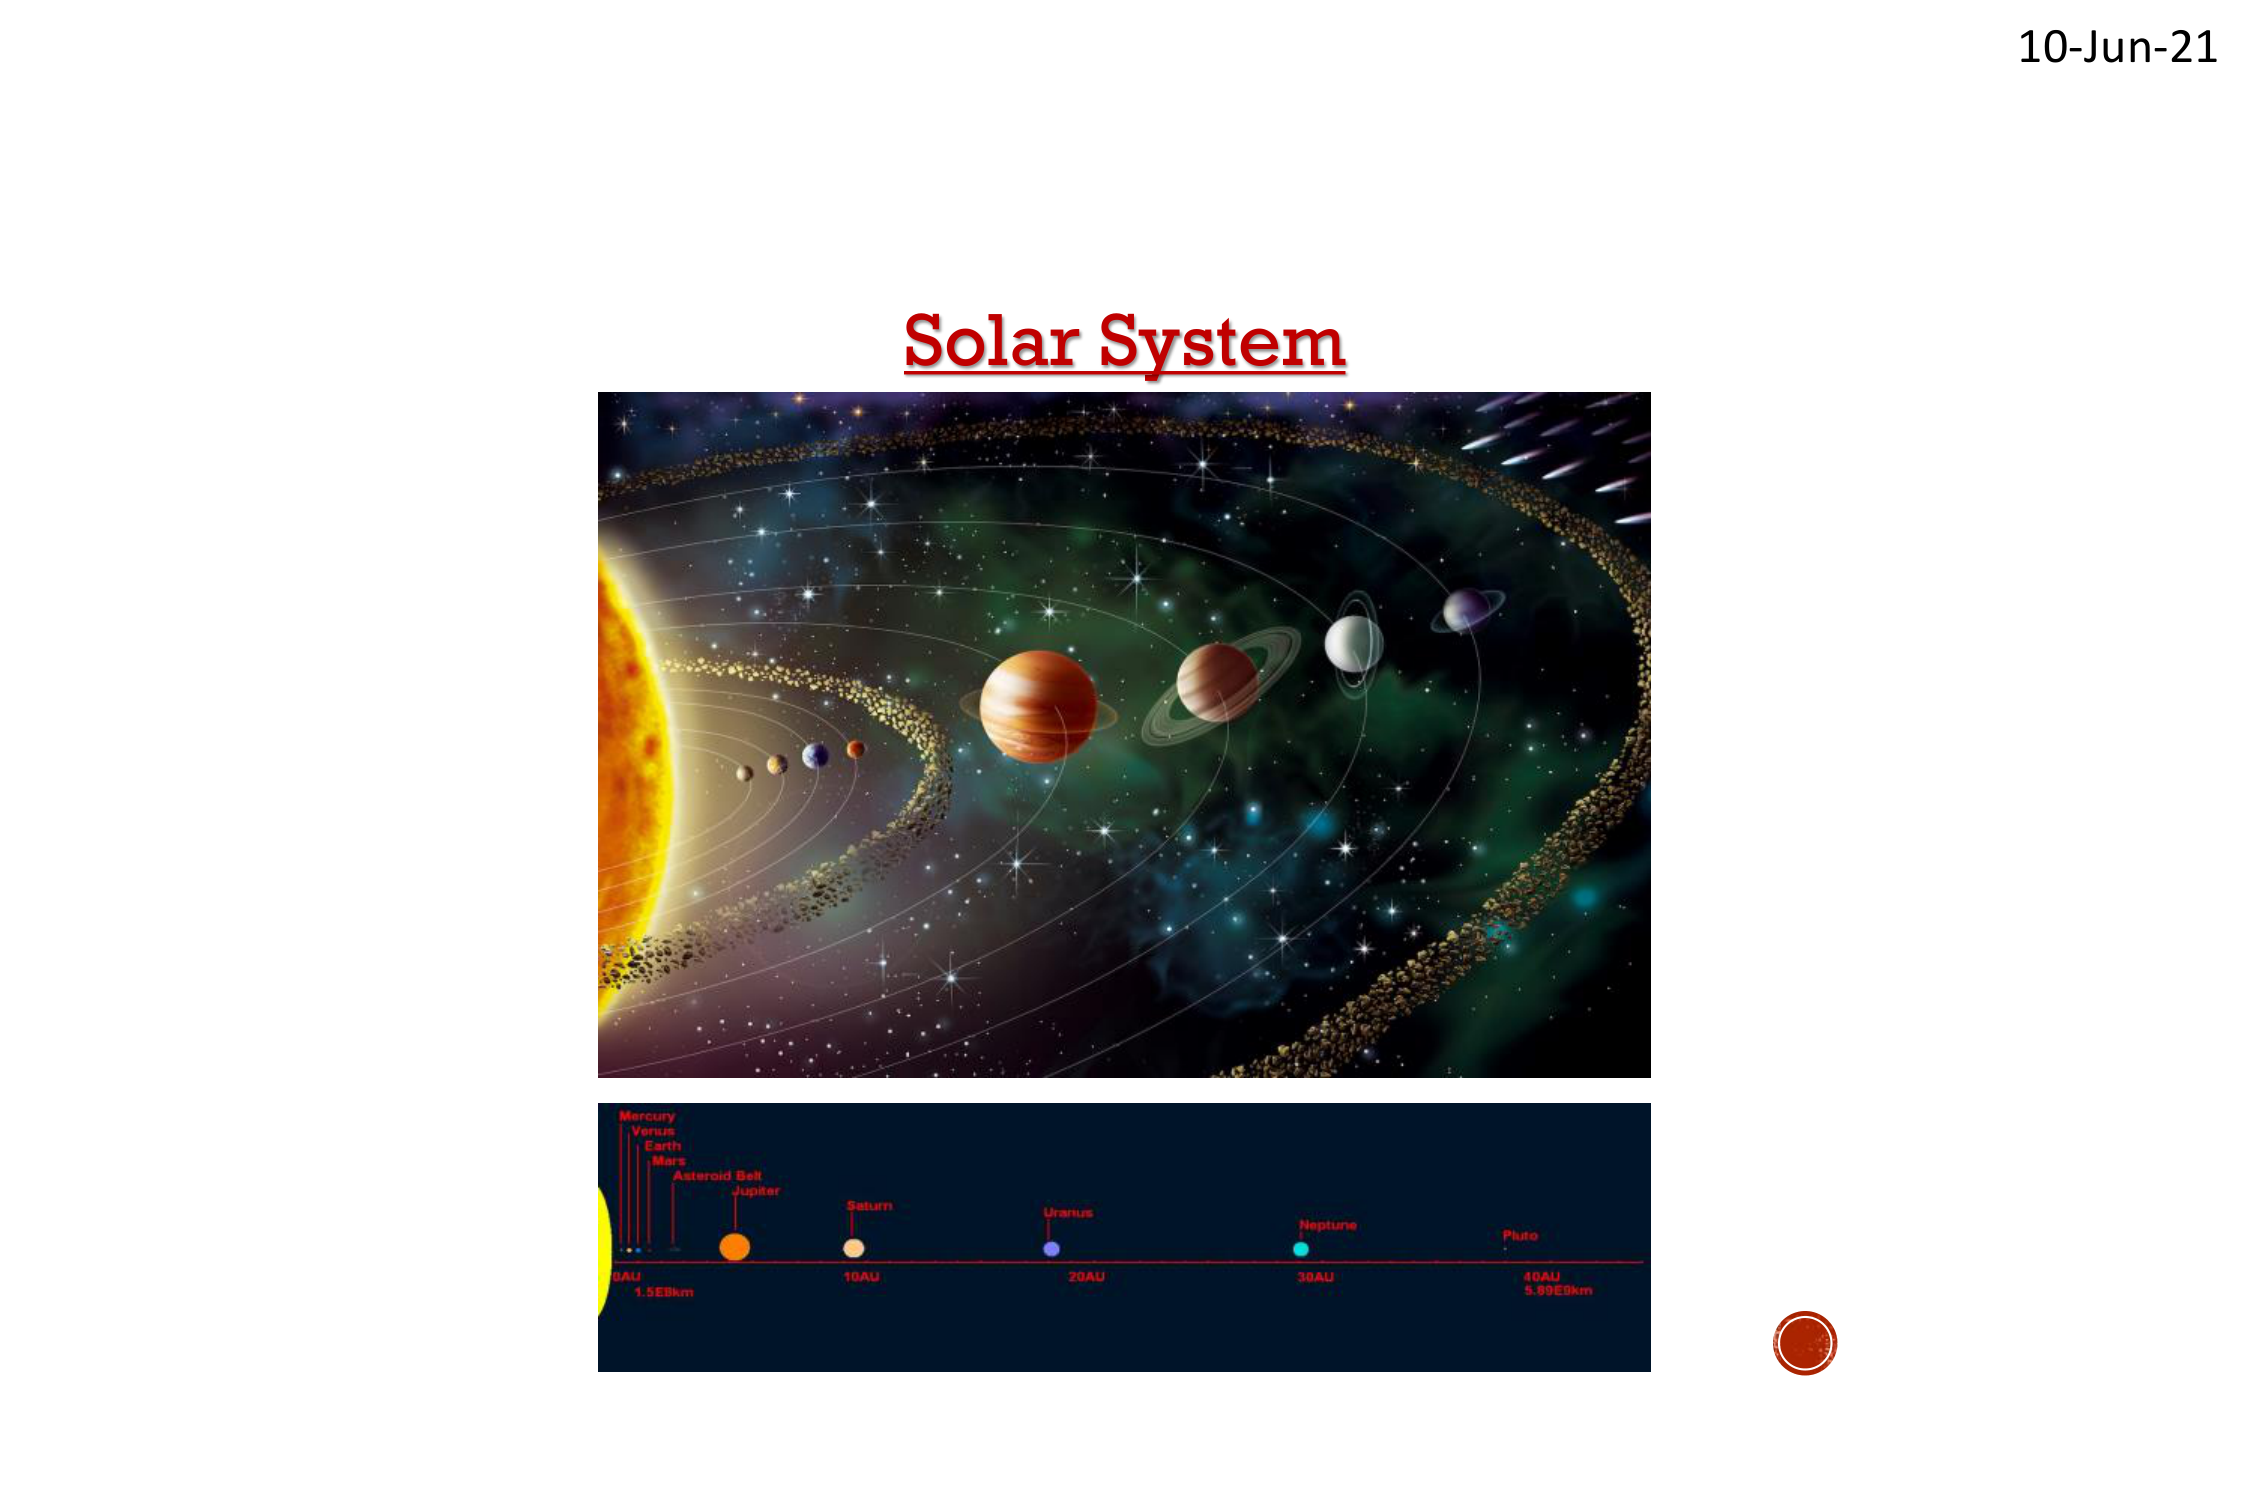 10-Jun-21
Solar System
Mercury
Venus
Earth
Mars
Asteroid Belt
Jupiter
Saturn
Uranus
Neptune
Pluto
0AU 10AU 20AU 30AU 40AU
1.5E8km 5.89E9km